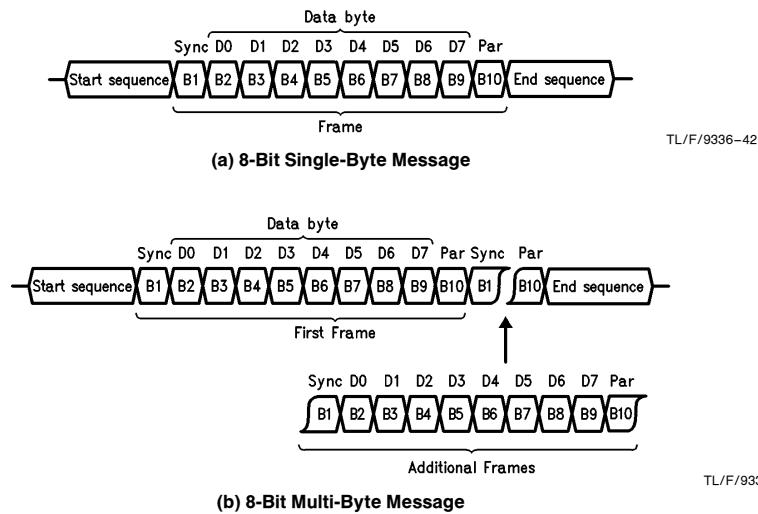 Data byte
Sync D0 D1 D2 D3 D4 D5 D6 D7 Par
Start sequence B1 B2 B3 B4 B5 B6 B7 B8 B9 B10 End sequence
Frame
TL/F/9336–42
(a) 8-Bit Single-Byte Message
Data byte
Sync D0 D1 D2 D3 D4 D5 D6 D7 Par Sync Par
Start sequence B1 B2 B3 B4 B5 B6 B7 B8 B9 B10 B1 B10 End sequence
First Frame
Sync D0 D1 D2 D3 D4 D5 D6 D7 Par
B1 B2 B3 B4 B5 B6 B7 B8 B9 B10
Additional Frames
TL/F/933
(b) 8-Bit Multi-Byte Message